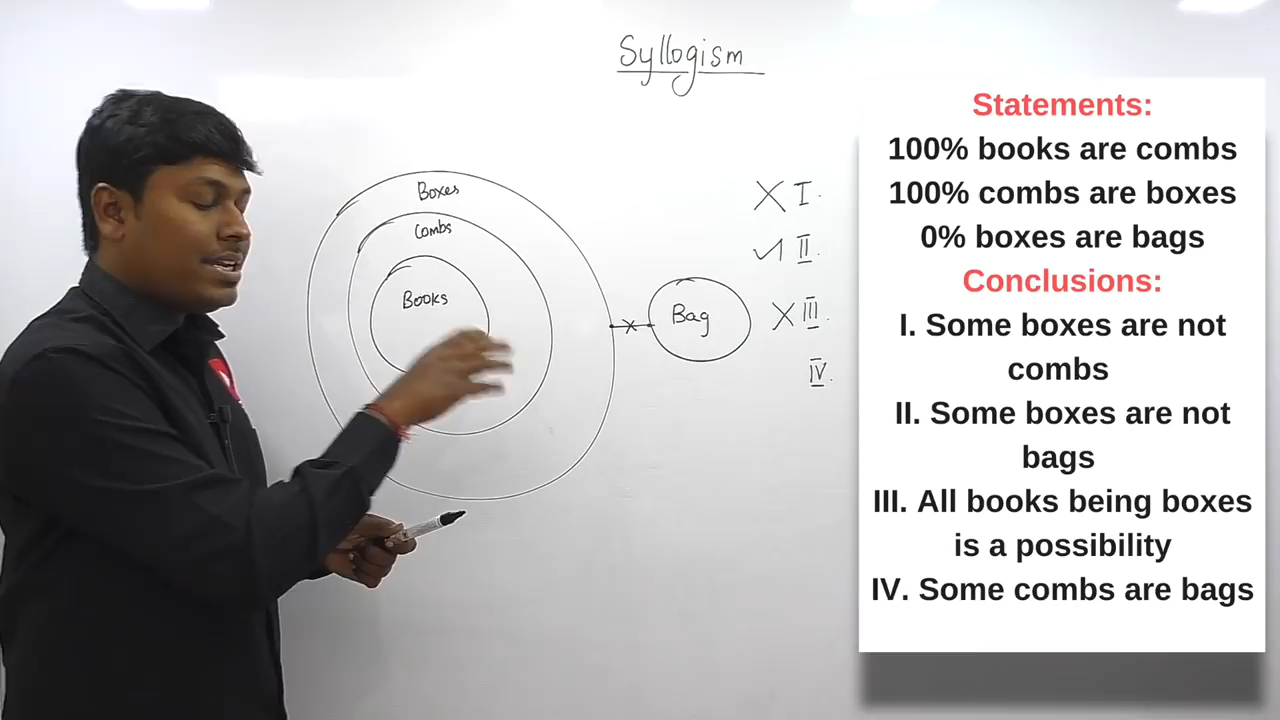 Syllogism
Boxes
Combs
Books
Bag
X I.
✓ II.
X III.
IV.
Statements:
100% books are combs
100% combs are boxes
0% boxes are bags
Conclusions:
I. Some boxes are not
combs
II. Some boxes are not
bags
III. All books being boxes
is a possibility
IV. Some combs are bags